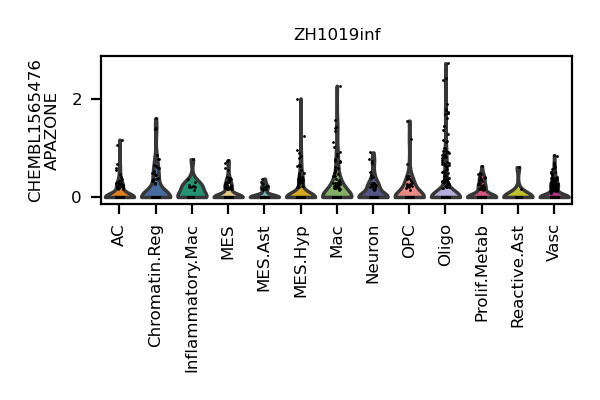 ZH1019inf
CHEMBL1565476
APAZONE
2
0
AC
Chromatin.Reg
Inflammatory.Mac
MES
MES.Ast
MES.Hyp
Mac
Neuron
OPC
Oligo
Prolif.Metab
Reactive.Ast
Vasc